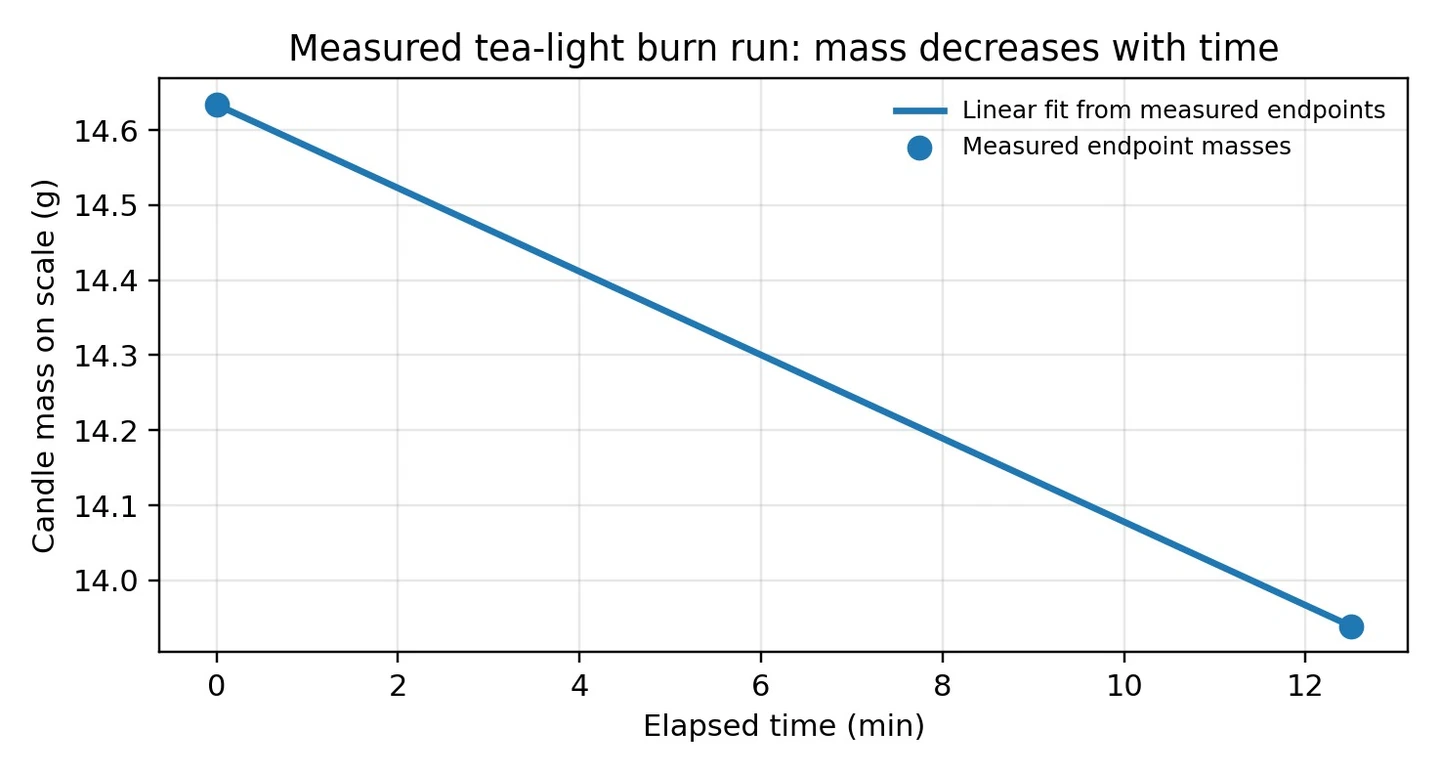 Measured tea-light burn run: mass decreases with time
Linear fit from measured endpoints
Measured endpoint masses
Candle mass on scale (g)
14.6
14.5
14.4
14.3
14.2
14.1
14.0
0 2 4 6 8 10 12
Elapsed time (min)